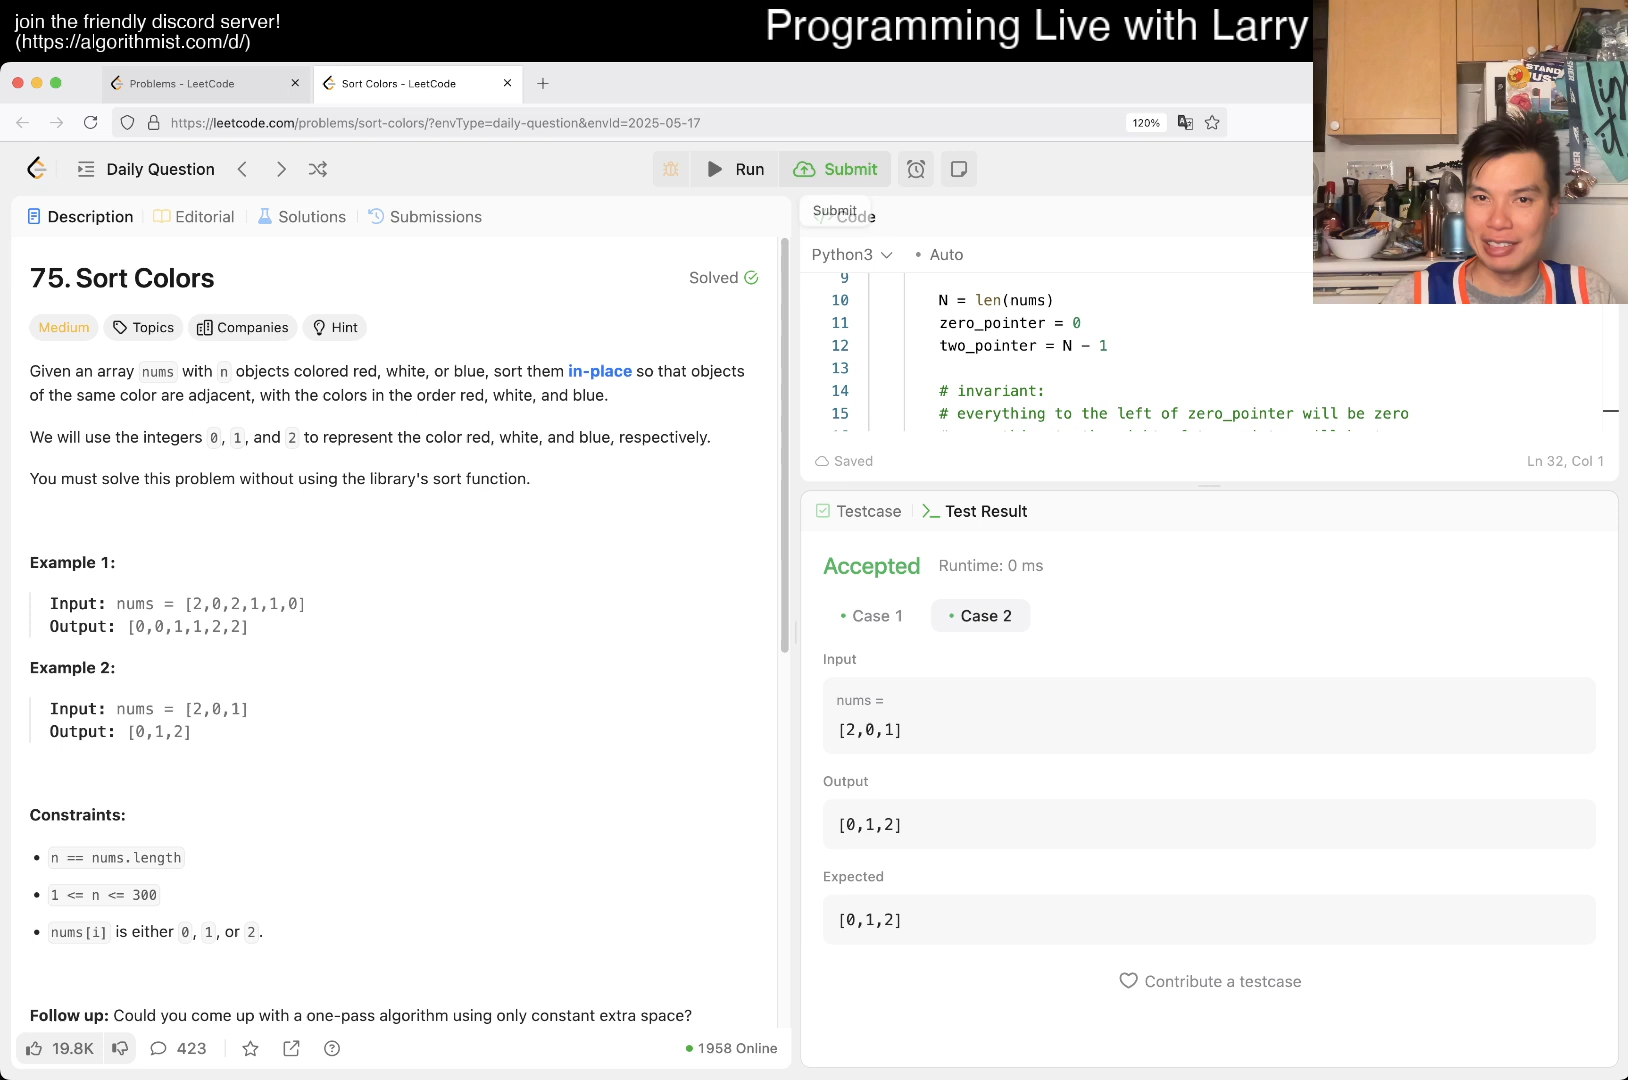 join the friendly discord server!
(https://algorithmist.com/d/)
Programming Live with Larry
Problems - LeetCode
Sort Colors - LeetCode
https://leetcode.com/problems/sort-colors/?envType=daily-question&envId=2025-05-17
120%
Daily Question
Run
Submit
Description
Editorial
Solutions
Submissions
75. Sort Colors
Solved
Medium
Topics
Companies
Hint
Given an array nums with n objects colored red, white, or blue, sort them in-place so that objects
of the same color are adjacent, with the colors in the order red, white, and blue.
We will use the integers 0, 1, and 2 to represent the color red, white, and blue, respectively.
You must solve this problem without using the library's sort function.
Example 1:
Input: nums = [2,0,2,1,1,0]
Output: [0,0,1,1,2,2]
Example 2:
Input: nums = [2,0,1]
Output: [0,1,2]
Constraints:
n == nums.length
1 <= n <= 300
nums[i] is either 0, 1, or 2.
Follow up: Could you come up with a one-pass algorithm using only constant extra space?
19.8K
423
1958 Online
Submit
Code
Python3
Auto
9
10 N = len(nums)
11 zero_pointer = 0
12 two_pointer = N - 1
13
14 # invariant:
15 # everything to the left of zero_pointer will be zero
Saved
Ln 32, Col 1
Testcase
Test Result
Accepted
Runtime: 0 ms
Case 1
Case 2
Input
nums =
[2,0,1]
Output
[0,1,2]
Expected
[0,1,2]
Contribute a testcase